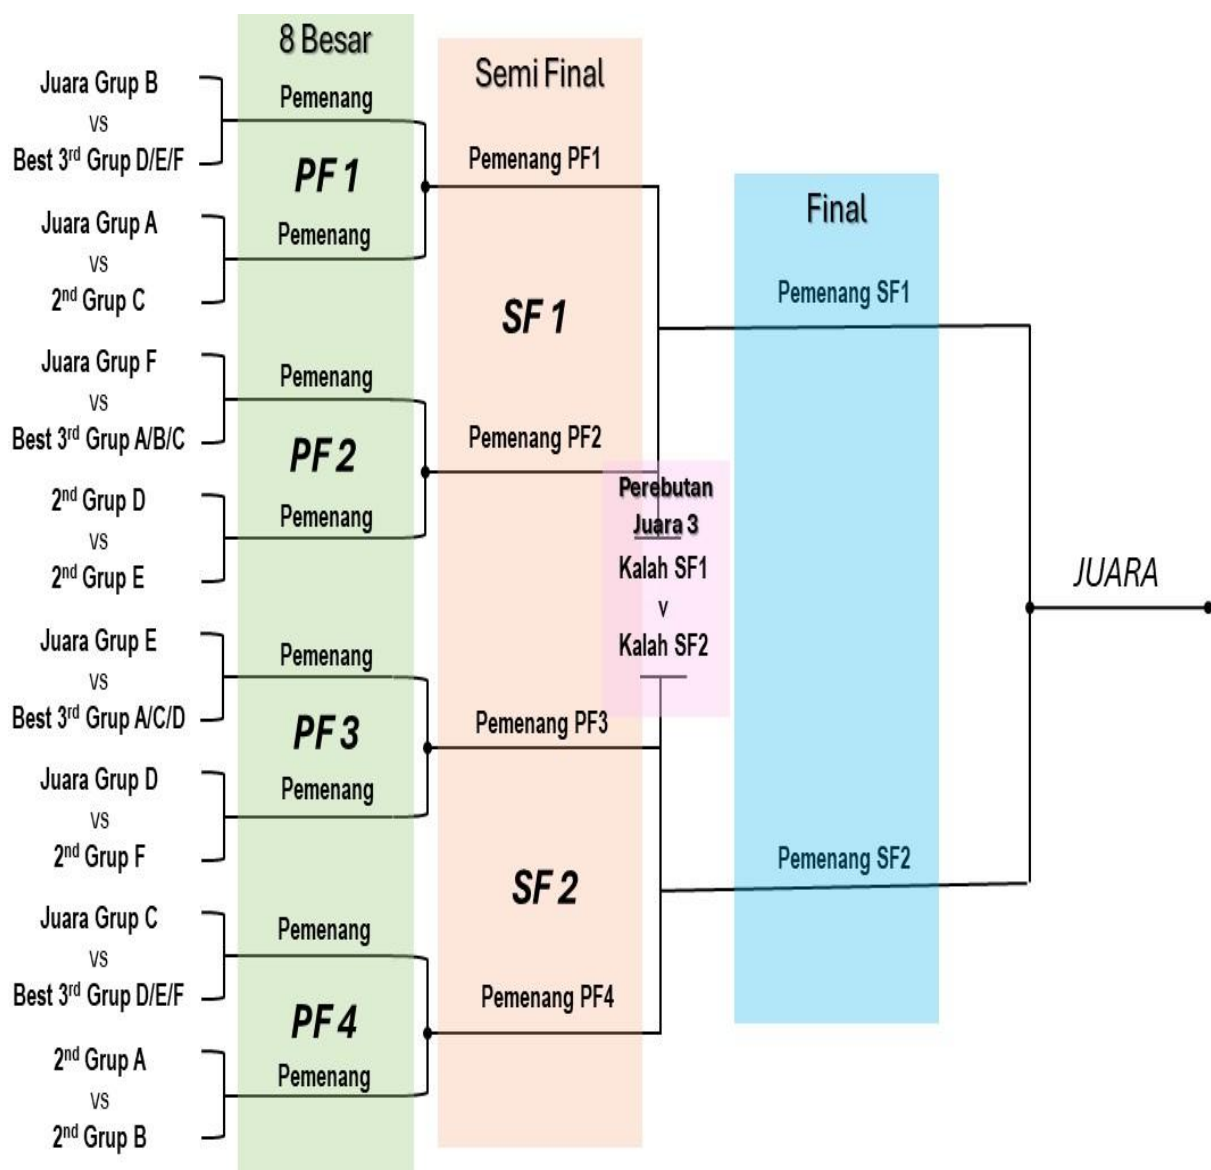 8 Besar
Semi Final
Final
Juara Grup B
VS
Best 3rd Grup D/E/F
Pemenang
PF 1
Juara Grup A
VS
2nd Grup C
Pemenang
Pemenang PF1
SF 1
Pemenang SF1
Juara Grup F
VS
Best 3rd Grup A/B/C
Pemenang
PF 2
2nd Grup D
VS
2nd Grup E
Pemenang
Pemenang PF2
Perebutan
Juara 3
Kalah SF1
v
Kalah SF2
JUARA
Juara Grup E
VS
Best 3rd Grup A/C/D
Pemenang
PF 3
Juara Grup D
VS
2nd Grup F
Pemenang
Pemenang PF3
SF 2
Pemenang SF2
Juara Grup C
VS
Best 3rd Grup D/E/F
Pemenang
PF 4
2nd Grup A
VS
2nd Grup B
Pemenang
Pemenang PF4